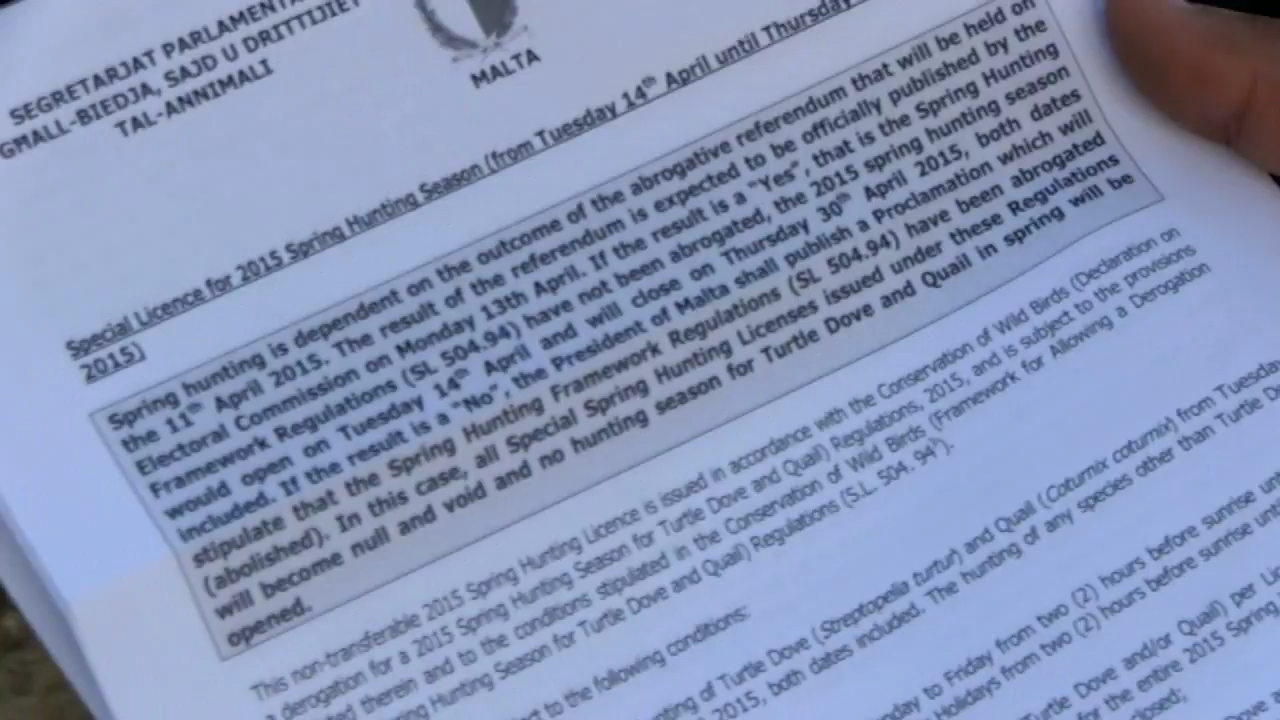 SEGRETARJAT PARLAMENTA
GĦALL-BIEDJA, SAJD U DRITTIJIET
TAL-ANNIMALI
MALTA
Special Licence for 2015 Spring Hunting Season (from Tuesday 14th April until Thursday
2015)
Spring hunting is dependent on the outcome of the abrogative referendum that will be held on
the 11th April 2015. The result of the referendum is expected to be officially published by the
Electoral Commission on Monday 13th April. If the result is a "Yes", that is the Spring Hunting
Framework Regulations (SL 504.94) have not been abrogated, the 2015 spring hunting season
would open on Tuesday 14th April and will close on Thursday 30th April 2015, both dates
included. If the result is a "No", the President of Malta shall publish a Proclamation which will
stipulate that the Spring Hunting Framework Regulations (SL 504.94) have been abrogated
(abolished). In this case, all Special Spring Hunting Licenses issued under these Regulations
will become null and void and no hunting season for Turtle Dove and Quail in spring will be
opened.
This non-transferable 2015 Spring Hunting Licence is issued in accordance with the Conservation of Wild Birds (Declaration on
a derogation for a 2015 Spring Hunting Season for Turtle Dove and Quail) Regulations, 2015, and is subject to the provisions
therein and to the conditions stipulated in the Conservation of Wild Birds (Framework for Allowing a Derogation
Hunting Season for Turtle Dove and Quail) Regulations (S.L. 504. 94').
to the following conditions:
of Turtle Dove (Streptopelia turtur) and Quail (Coturnix coturnix) from Tuesday
2015, both dates included. The hunting of any species other than Turtle
to Friday from two (2) hours before sunrise
Holidays from two (2) hours before sunrise
Turtle Dove and/or Quail) per
for the entire 2015 Spring